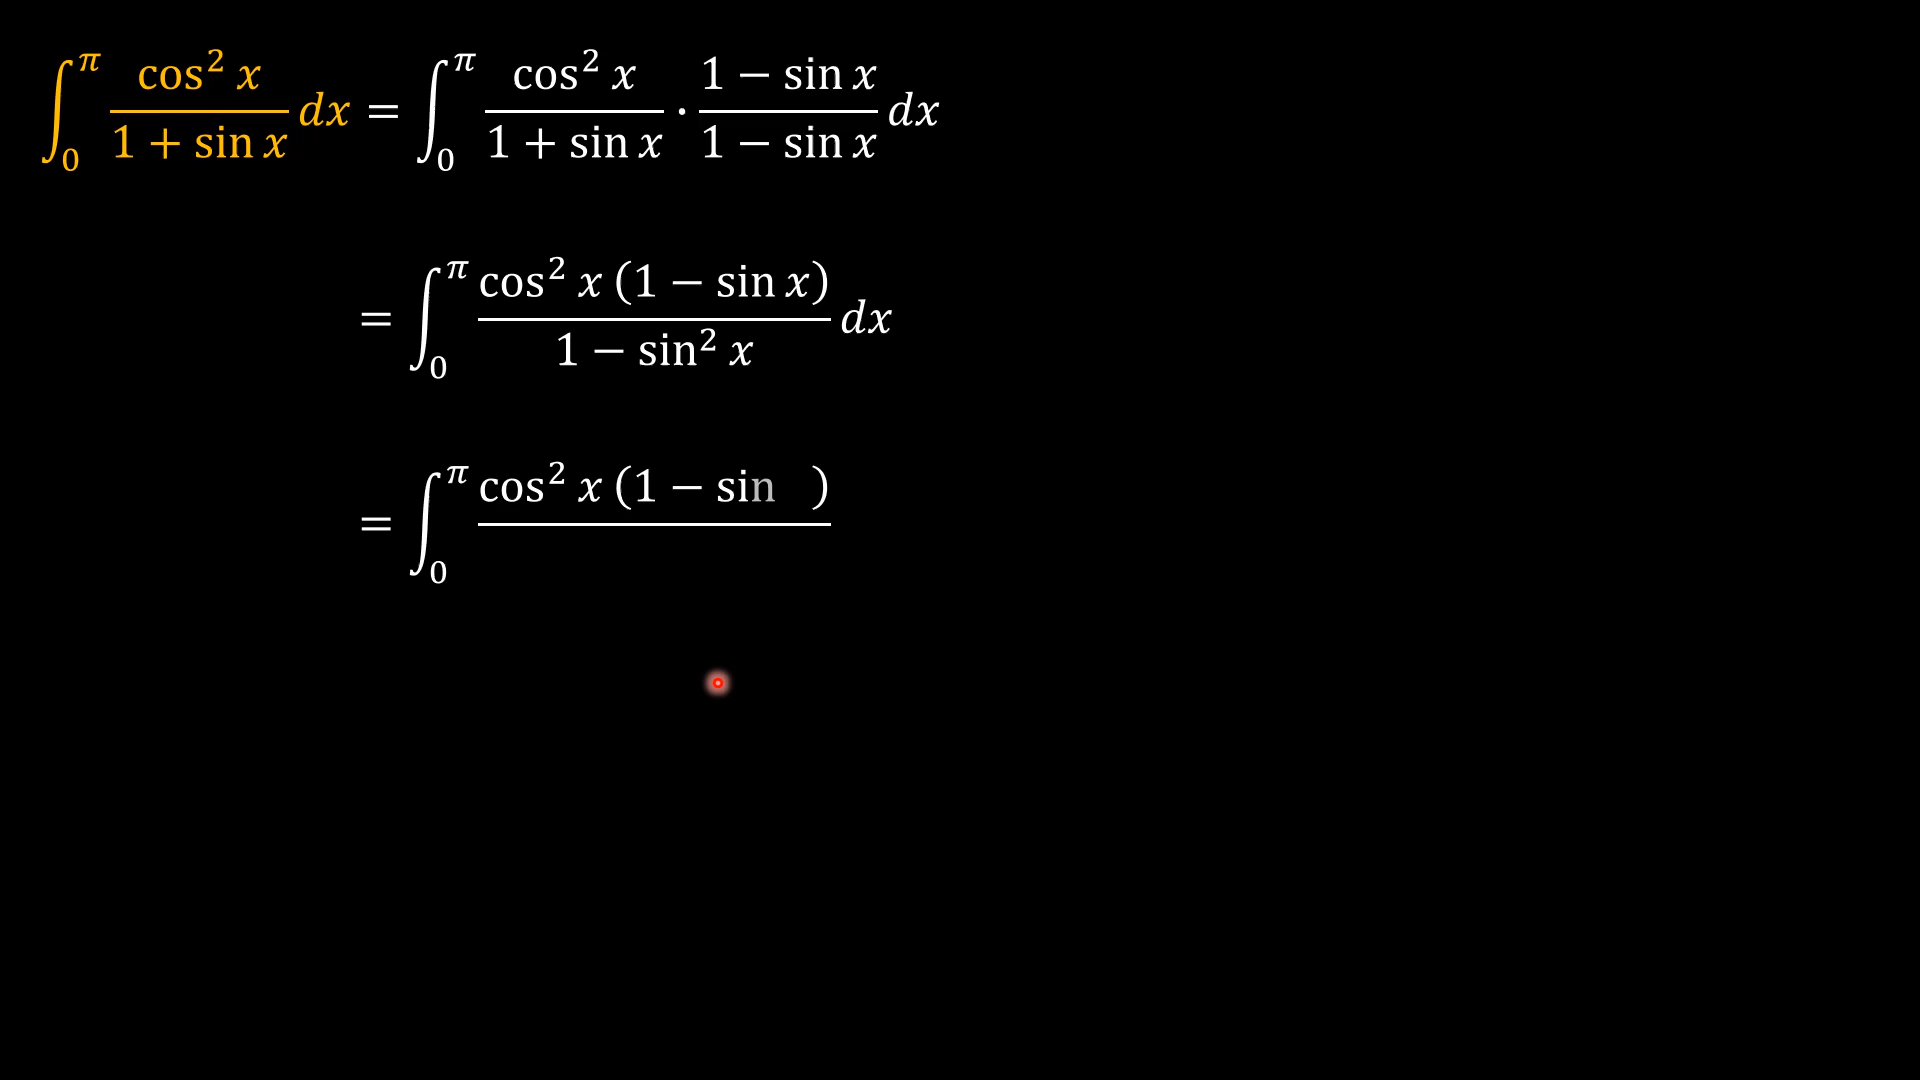 ∫₀^π cos² x / (1 + sin x) dx = ∫₀^π cos² x / (1 + sin x) · (1 − sin x) / (1 − sin x) dx
= ∫₀^π cos² x (1 − sin x) / (1 − sin² x) dx
= ∫₀^π cos² x (1 − sin )